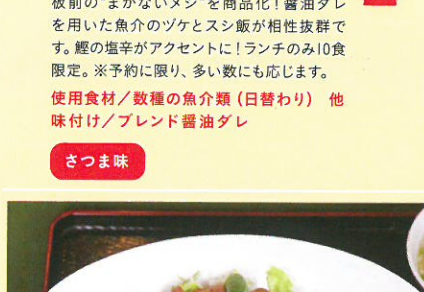 板前の"まかないメシ"を商品化！醤油ダレ
を用いた魚介のヅケとスシ飯が相性抜群で
す。鰹の塩辛がアクセントに！ランチのみ10食
限定。※予約に限り、多い数にも応じます。
使用食材／数種の魚介類（日替わり）　他
味付け／ブレンド醤油ダレ
さつま味